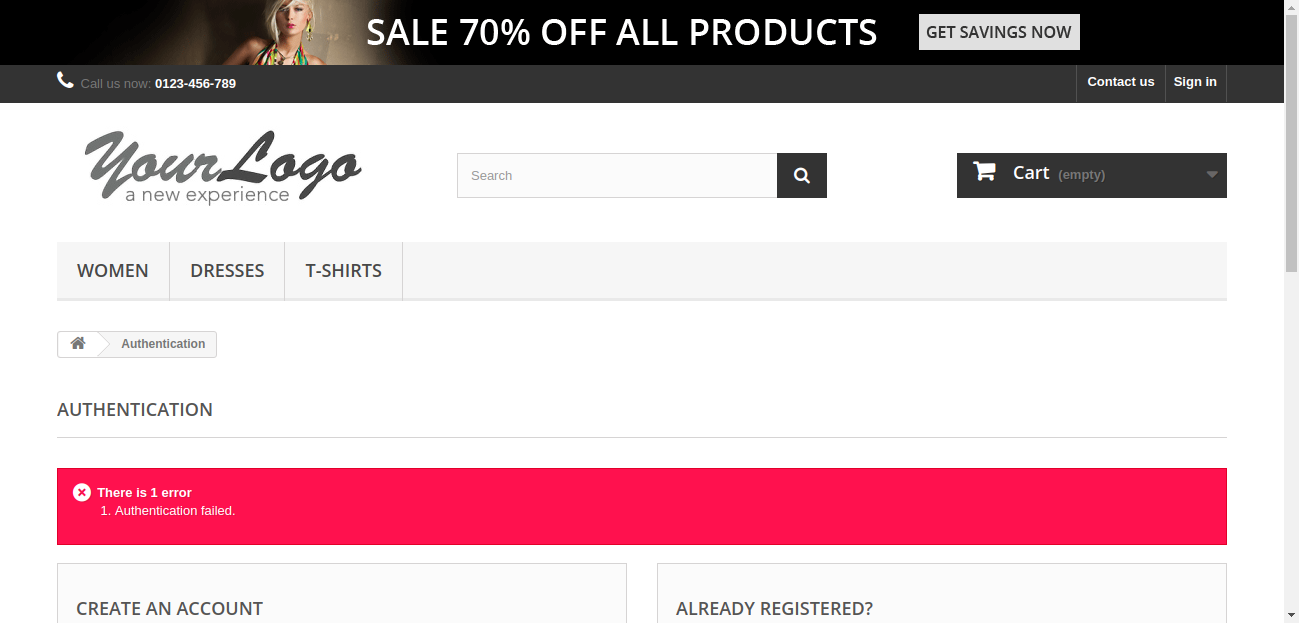 SALE 70% OFF ALL PRODUCTS
GET SAVINGS NOW
Call us now: 0123-456-789
Contact us
Sign in
Your Logo
a new experience
Search
Cart (empty)
WOMEN
DRESSES
T-SHIRTS
Authentication
AUTHENTICATION
There is 1 error
1. Authentication failed.
CREATE AN ACCOUNT
ALREADY REGISTERED?